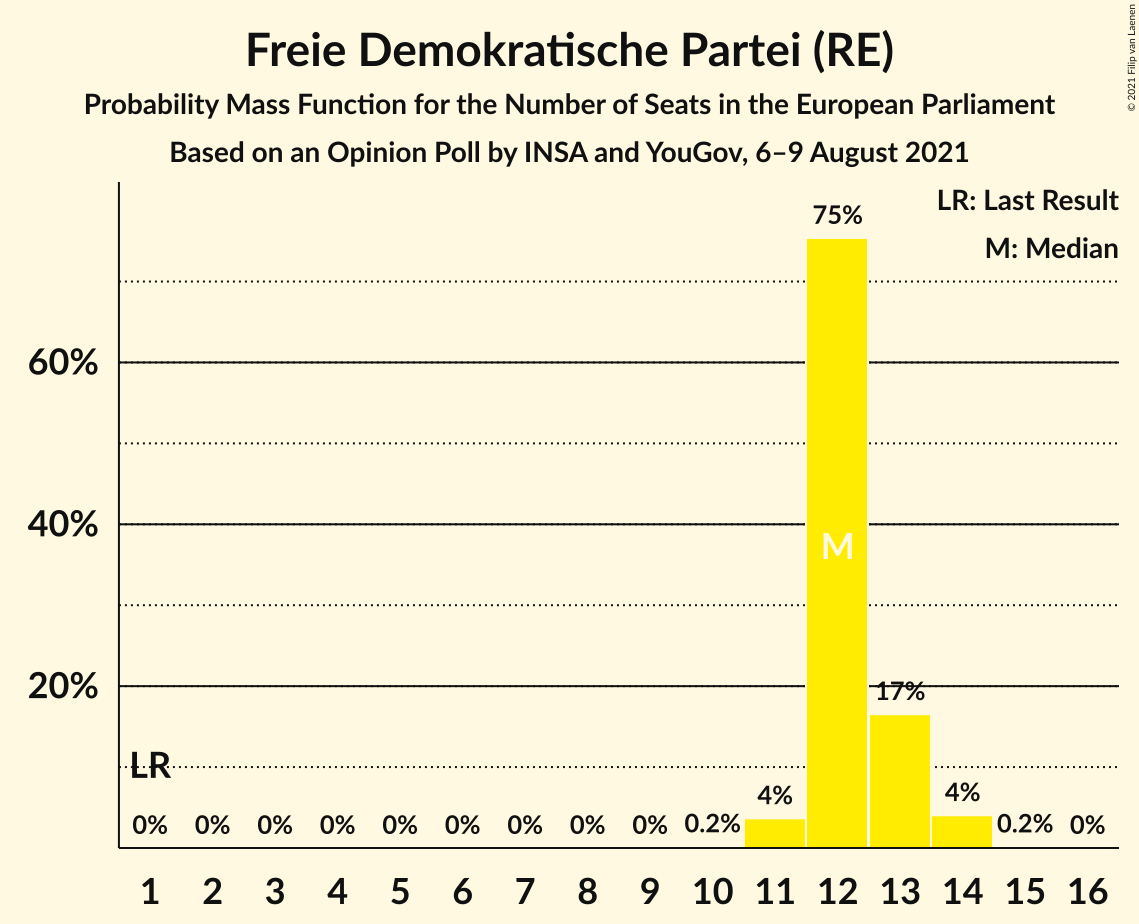 Freie Demokratische Partei (RE)
Probability Mass Function for the Number of Seats in the European Parliament
Based on an Opinion Poll by INSA and YouGov, 6–9 August 2021
© 2021 Filip van Laenen
LR: Last Result
M: Median
75%
60%
40%
M
20%
17%
LR
4%
4%
0% 0% 0% 0% 0% 0% 0% 0% 0% 0.2% 0.2% 0%
1 2 3 4 5 6 7 8 9 10 11 12 13 14 15 16